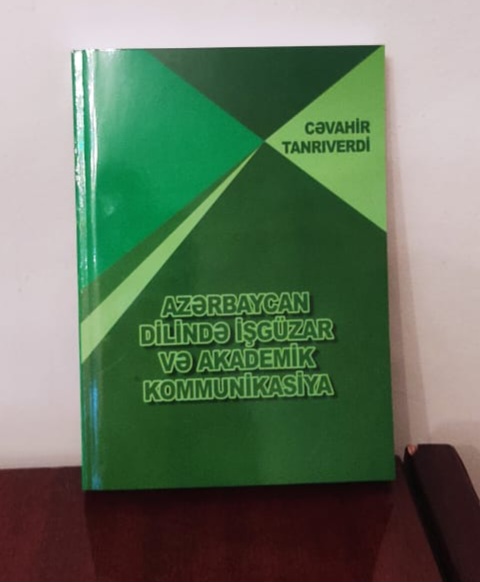 CƏVAHİR
TANRIVERDİ
AZƏRBAYCAN
DİLİNDƏ İŞGÜZAR
VƏ AKADEMİK
KOMMUNİKASİYA